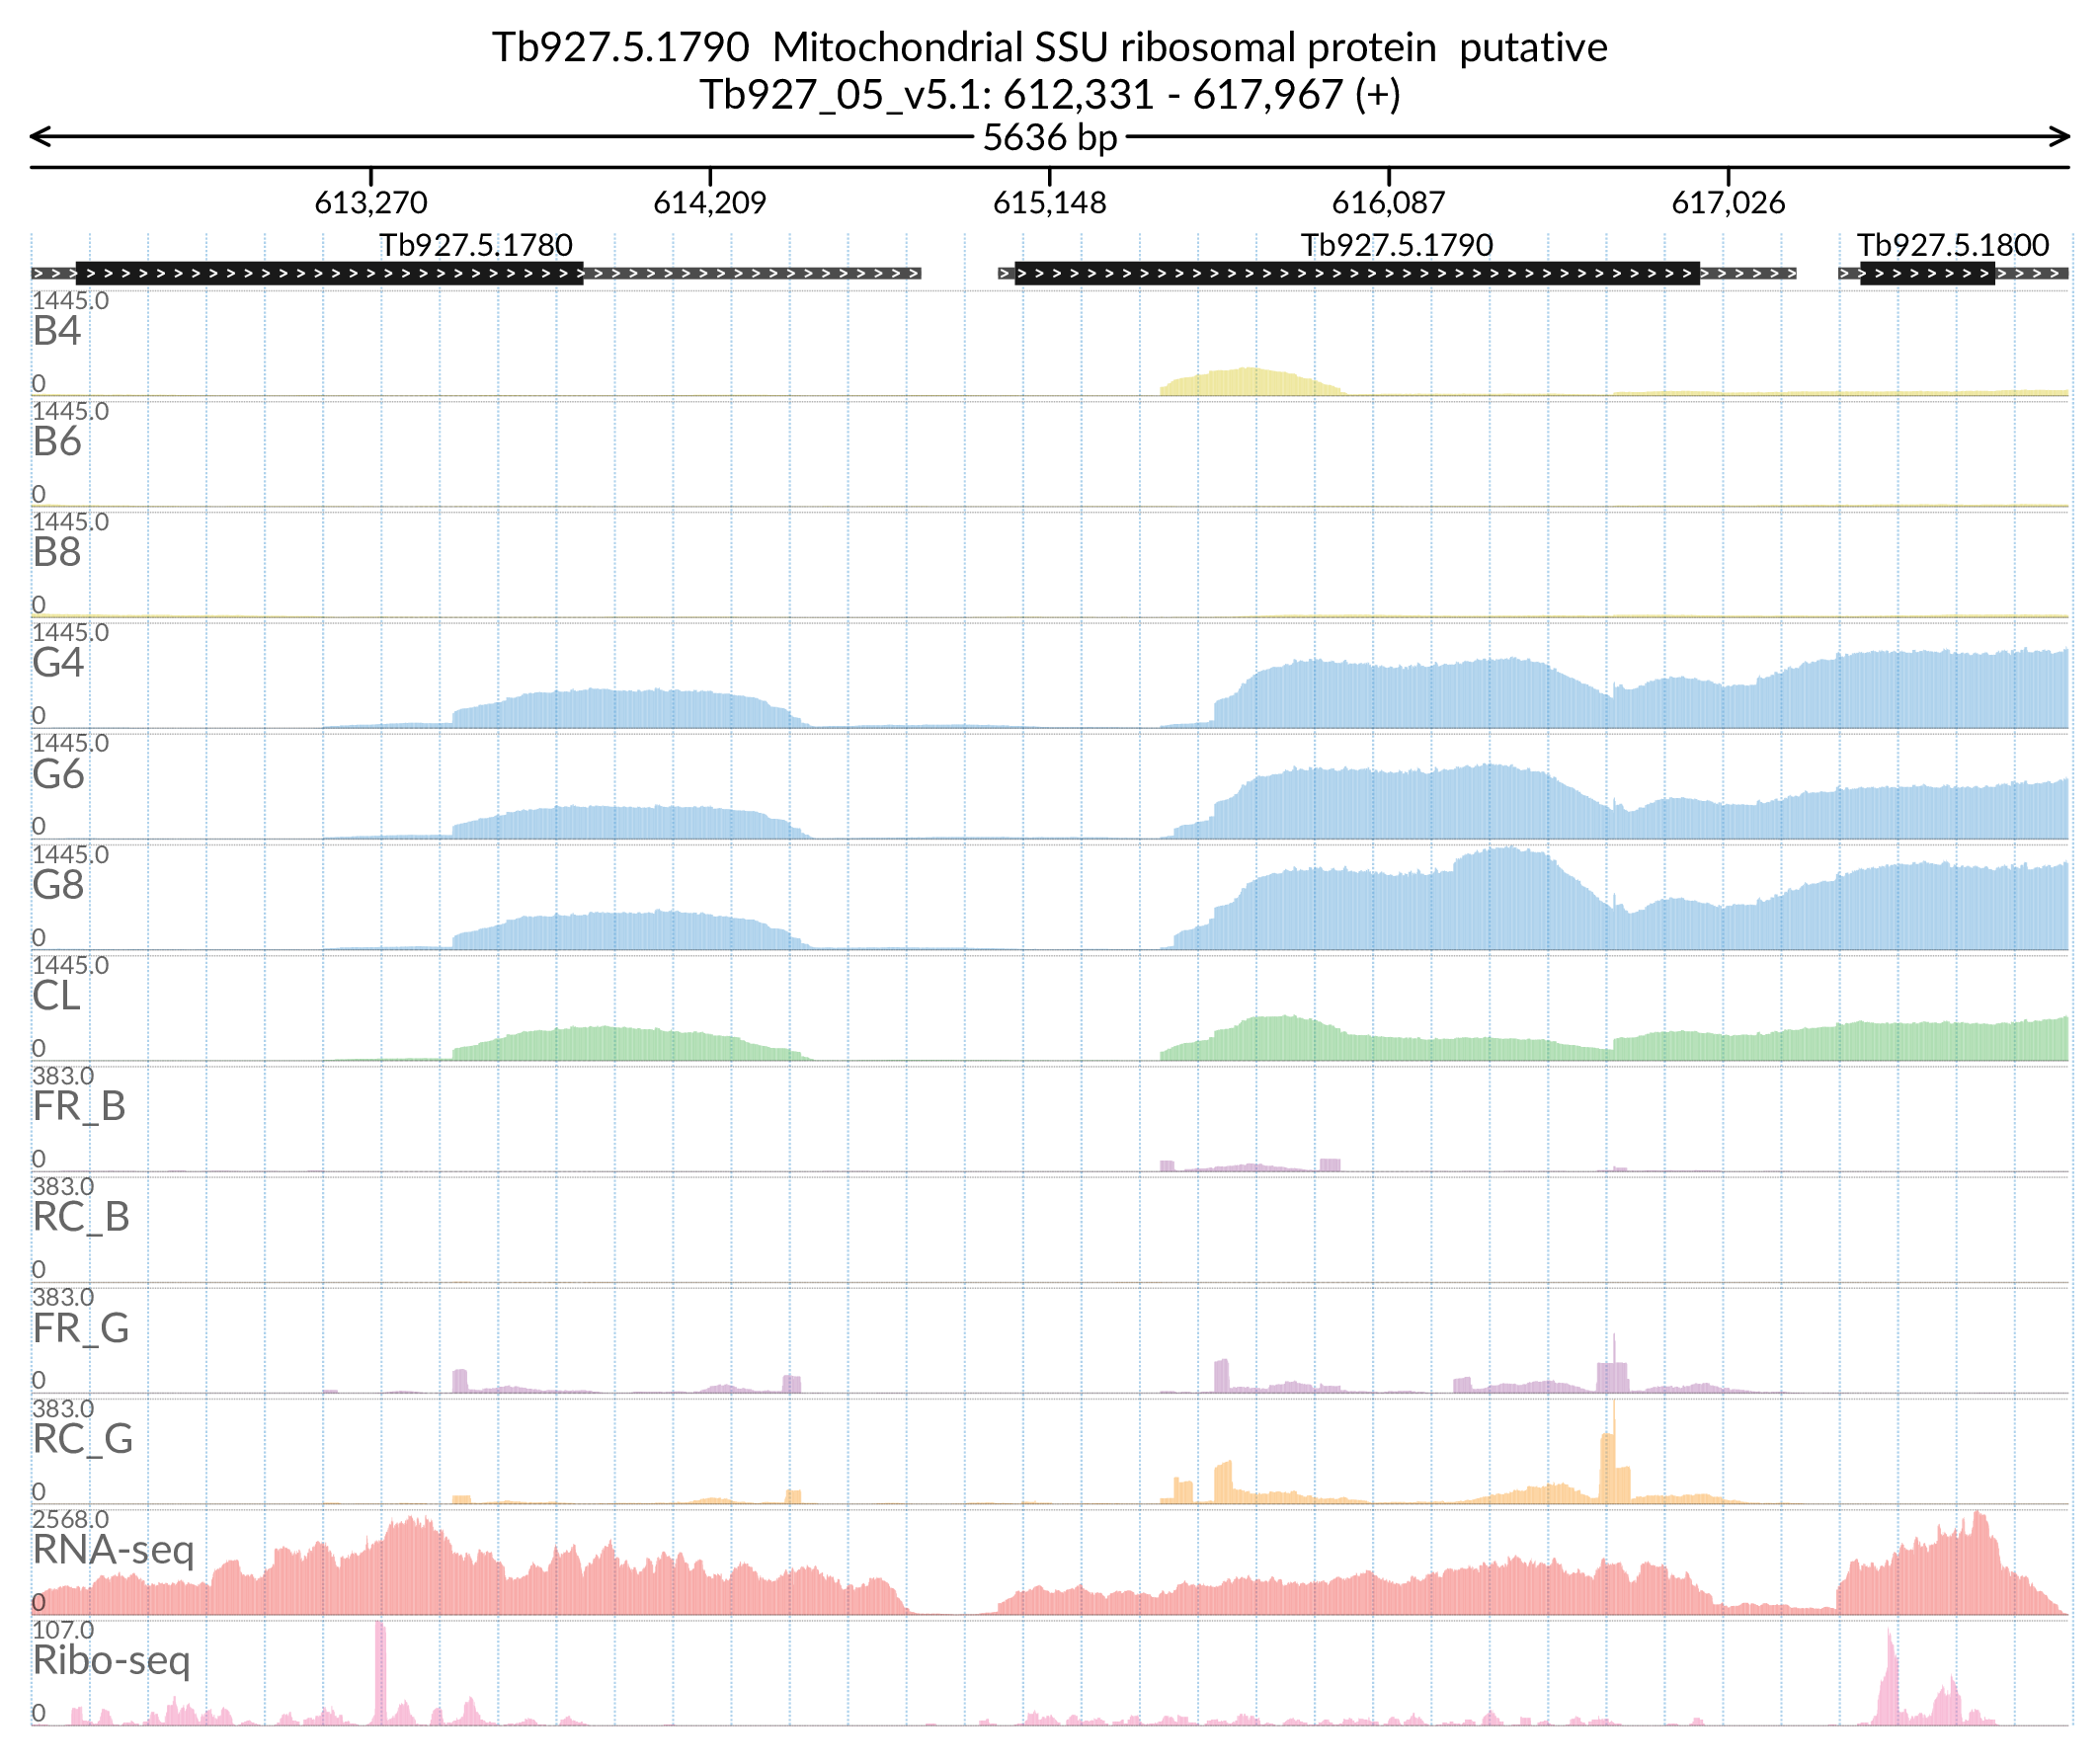 Tb927.5.1790  Mitochondrial SSU ribosomal protein  putative
Tb927_05_v5.1: 612,331 - 617,967 (+)
5636 bp
613,270 614,209 615,148 616,087 617,026
Tb927.5.1780 Tb927.5.1790 Tb927.5.1800
1445.0
B4
0
1445.0
B6
0
1445.0
B8
0
1445.0
G4
0
1445.0
G6
0
1445.0
G8
0
1445.0
CL
0
383.0
FR_B
0
383.0
RC_B
0
383.0
FR_G
0
383.0
RC_G
0
2568.0
RNA-seq
0
107.0
Ribo-seq
0